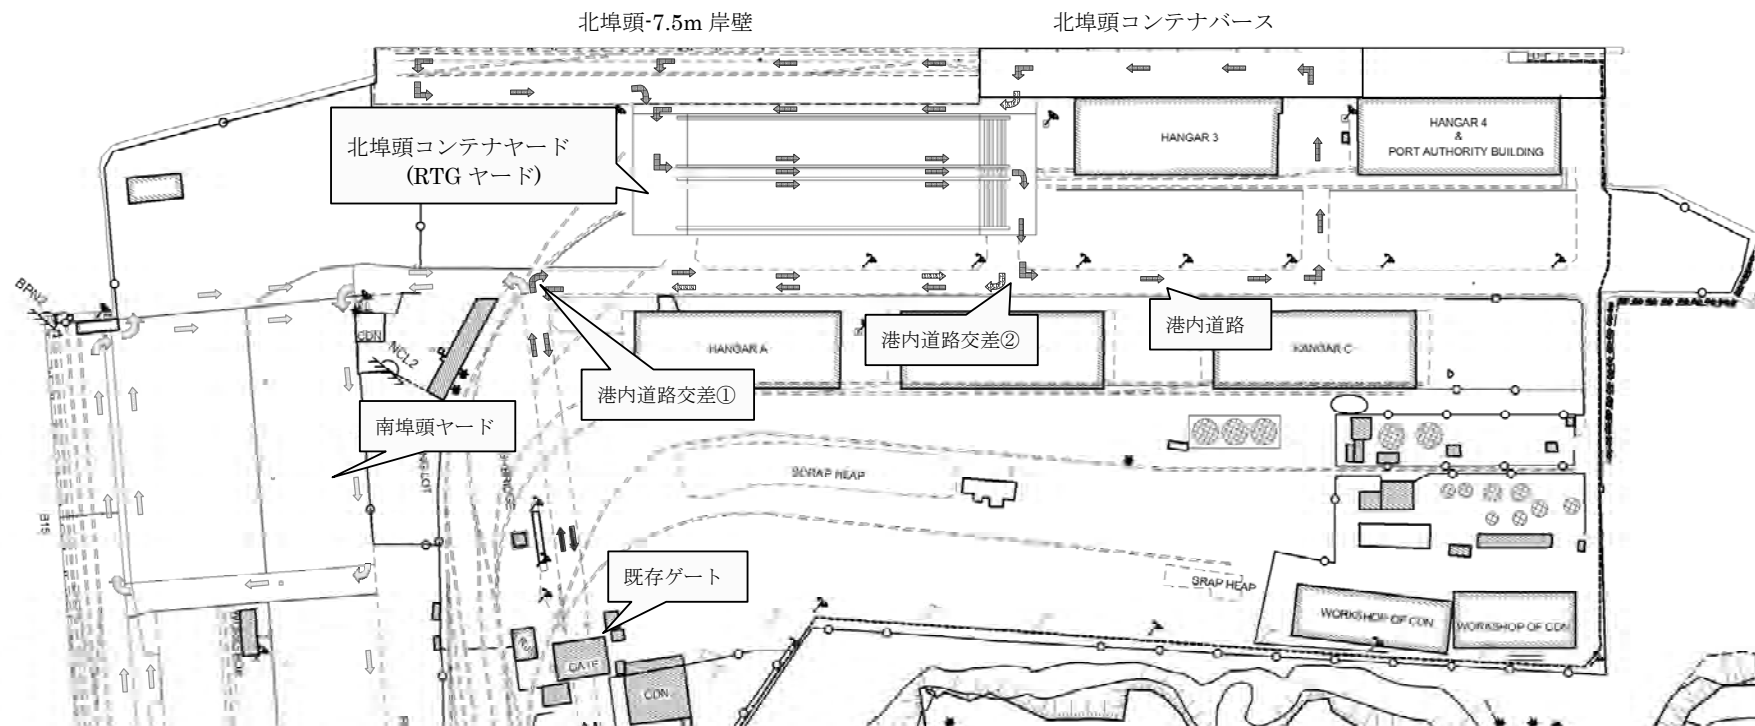 北埠頭-7.5m 岸壁
北埠頭コンテナバース
北埠頭コンテナヤード
(RTG ヤード)
HANGAR 3
HANGAR 4
&
PORT AUTHORITY BUILDING
BPN2
CDN
NCL2
HANGAR A
港内道路交差①
港内道路交差②
港内道路
HANGAR C
南埠頭ヤード
SCRAP HEAP
B15
既存ゲート
SRAP HEAP
WORKSHOP OF CDN
WORKSHOP OF CDN
GATE
CDN